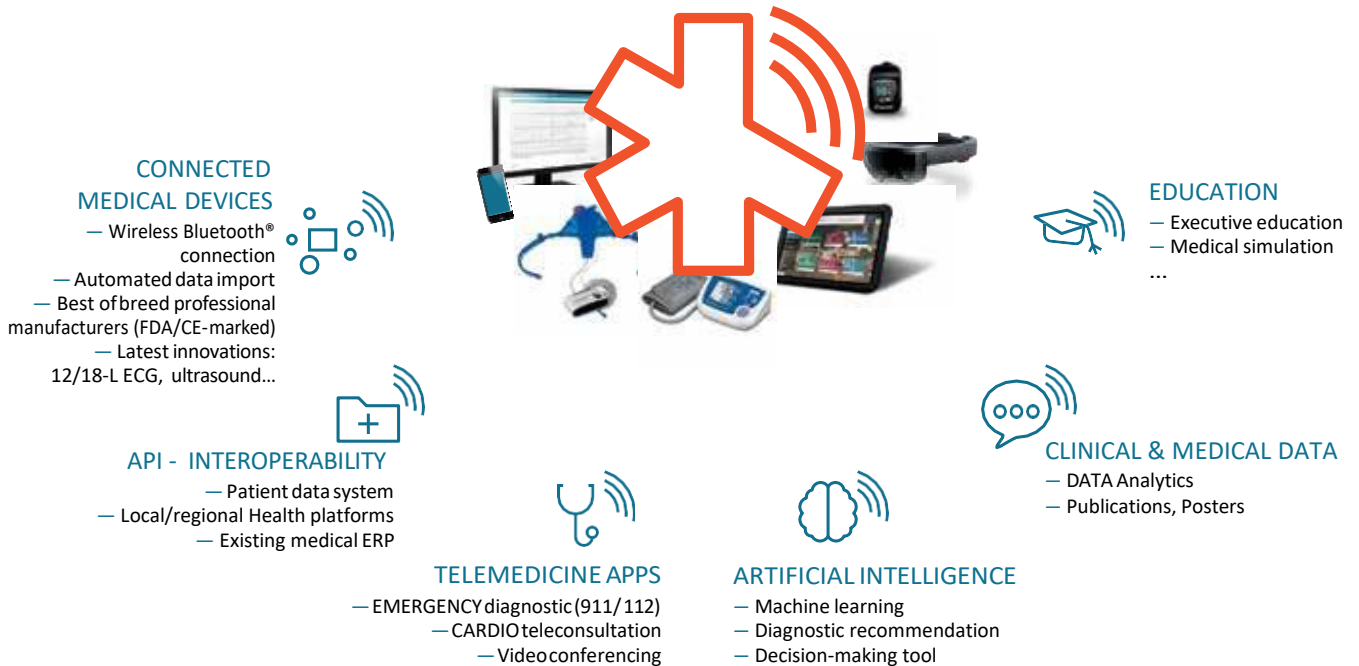 CONNECTED
MEDICAL DEVICES
— Wireless Bluetooth®
connection
— Automated data import
— Best of breed professional
manufacturers (FDA/CE-marked)
— Latest innovations:
12/18-L ECG, ultrasound...
API - INTEROPERABILITY
— Patient data system
— Local/regional Health platforms
— Existing medical ERP
TELEMEDICINE APPS
— EMERGENCY diagnostic (911/112)
— CARDIO teleconsultation
— Videoconferencing
ARTIFICIAL INTELLIGENCE
— Machine learning
— Diagnostic recommendation
— Decision-making tool
CLINICAL & MEDICAL DATA
— DATA Analytics
— Publications, Posters
EDUCATION
— Executive education
— Medical simulation
...